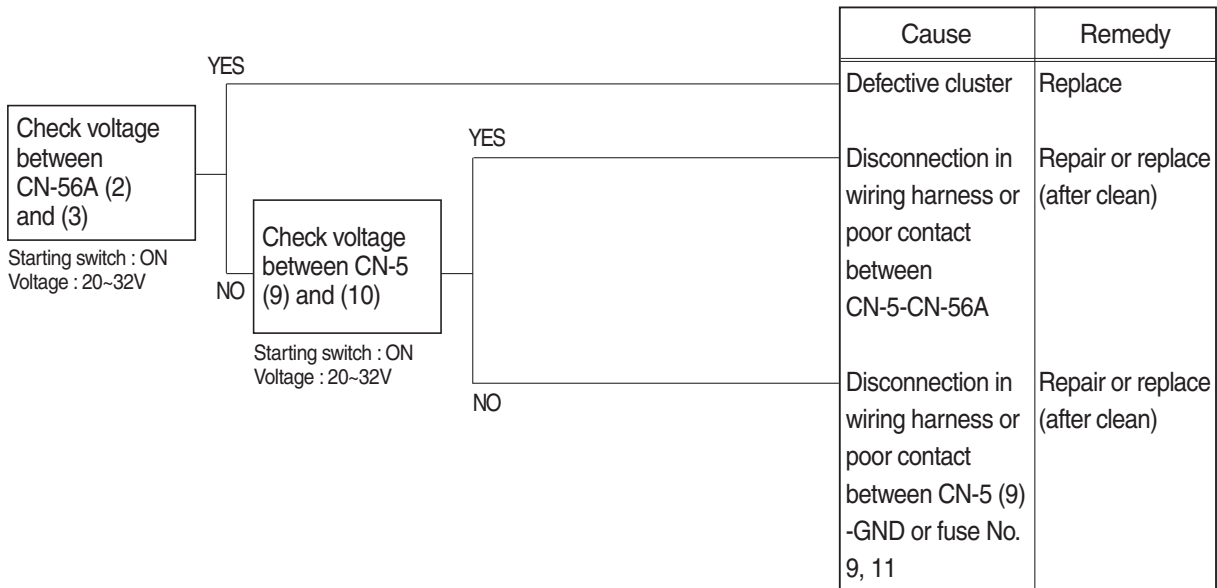 YES
Check voltage
between
CN-56A (2)
and (3)
Starting switch : ON
Voltage : 20~32V
NO
Check voltage
between CN-5
(9) and (10)
Starting switch : ON
Voltage : 20~32V
YES
NO
Cause
Remedy
Defective cluster
Replace
Disconnection in
wiring harness or
poor contact
between
CN-5-CN-56A
Repair or replace
(after clean)
Disconnection in
wiring harness or
poor contact
between CN-5 (9)
-GND or fuse No.
9, 11
Repair or replace
(after clean)